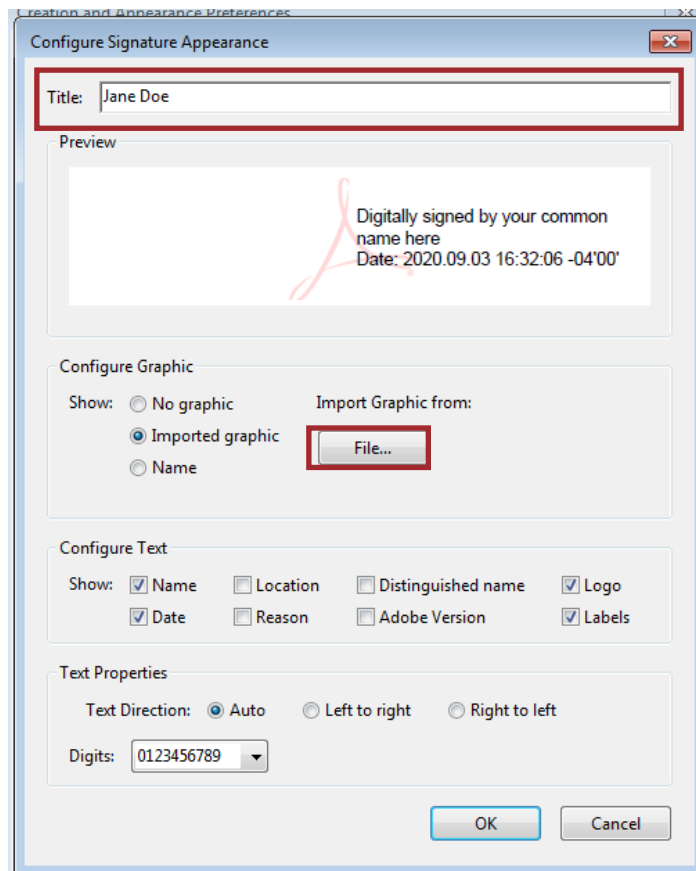 Creation and Appearance Preferences
Configure Signature Appearance
Title: Jane Doe
Preview
Digitally signed by your common
name here
Date: 2020.09.03 16:32:06 -04'00'
Configure Graphic
Show: No graphic Import Graphic from:
Imported graphic File...
Name
Configure Text
Show: Name Location Distinguished name Logo
Date Reason Adobe Version Labels
Text Properties
Text Direction: Auto Left to right Right to left
Digits: 0123456789
OK Cancel